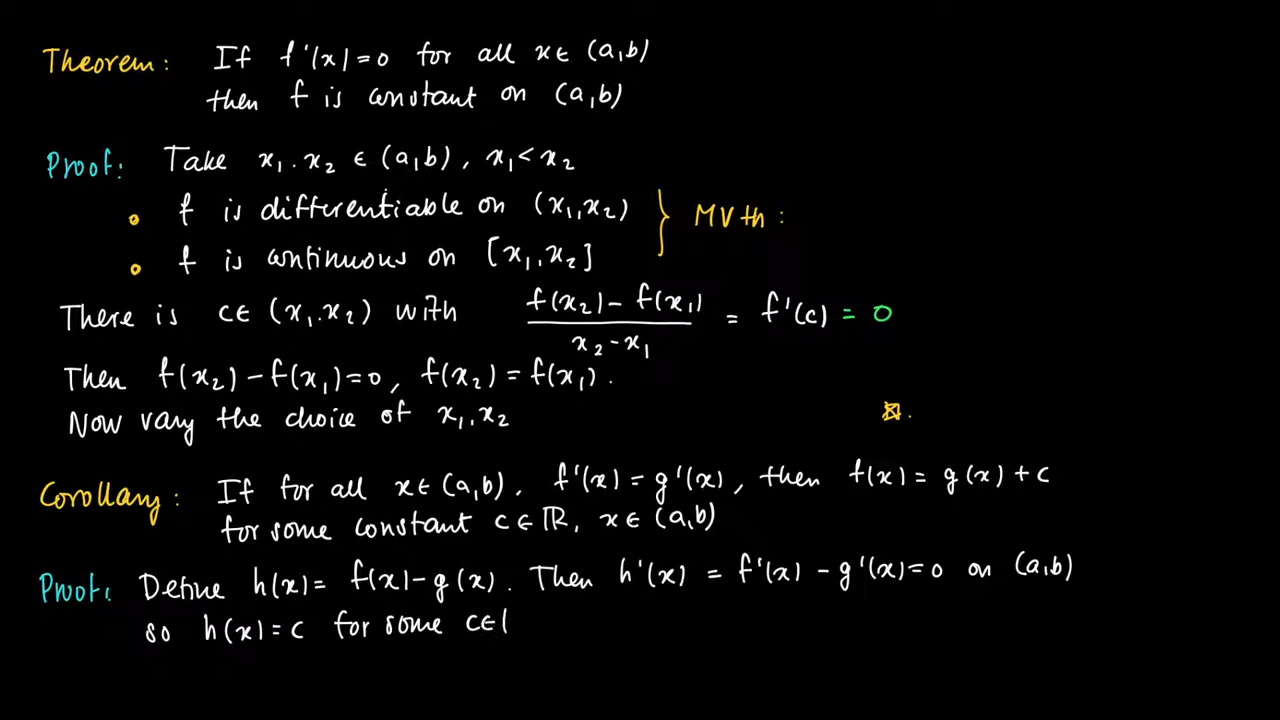 Theorem: If f'(x)=0 for all x∈(a,b)
then f is constant on (a,b)
Proof: Take x₁,x₂ ∈ (a,b), x₁<x₂
• f is differentiable on (x₁,x₂) } MVth:
• f is continuous on [x₁,x₂]
There is c∈(x₁,x₂) with (f(x₂)-f(x₁))/(x₂-x₁) = f'(c) = 0
Then f(x₂)-f(x₁)=0, f(x₂)=f(x₁).
Now vary the choice of x₁,x₂ ⊠.
Corollary: If for all x∈(a,b), f'(x)=g'(x), then f(x)=g(x)+c
for some constant c∈ℝ, x∈(a,b)
Proof: Define h(x)= f(x)-g(x). Then h'(x) = f'(x)-g'(x)=0 on (a,b)
so h(x)=c for some c∈